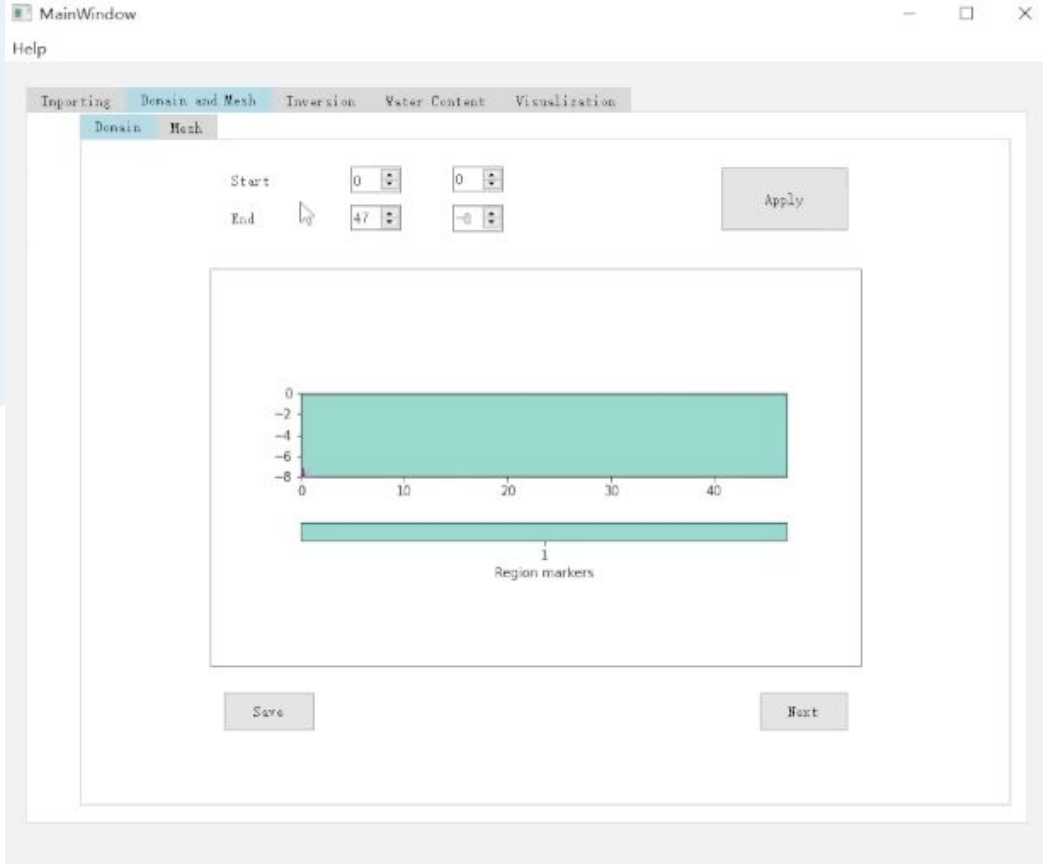 MainWindow
Help
Importing Domain and Mesh Inversion Water Content Visualization
Domain Mesh
Start 0 0
Apply
End 47 -8
0
−2
−4
−6
−8
0 10 20 30 40
1
Region markers
Save Next